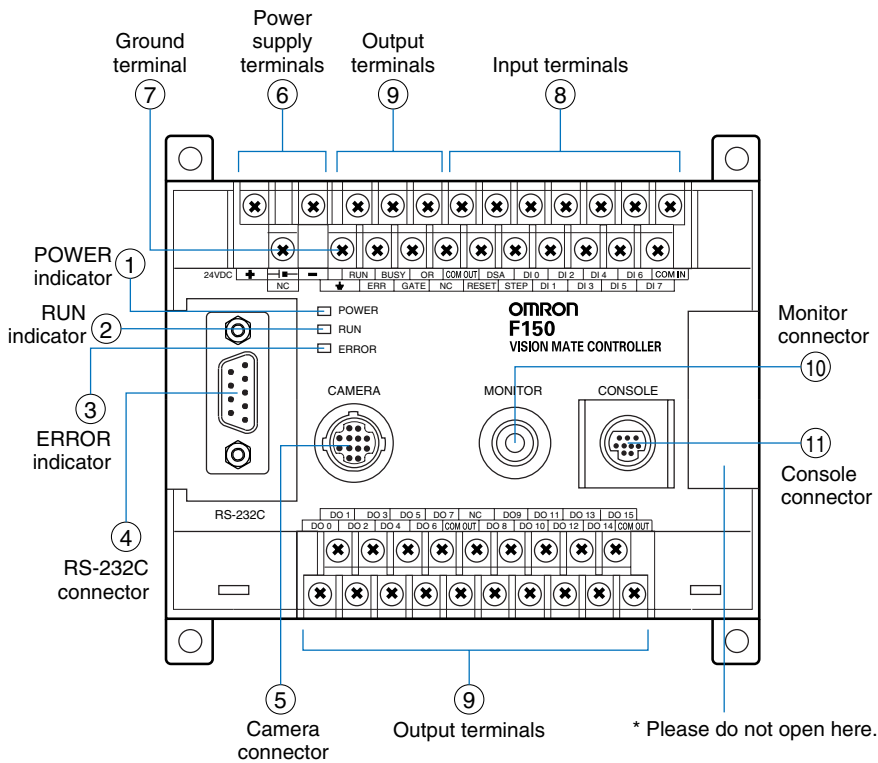 Power
supply
terminals
Ground
terminal
Output
terminals
Input terminals
7
6
9
8
24VDC + − RUN BUSY OR COM OUT DSA DI 0 DI 2 DI 4 DI 6 COM IN
NC ERR GATE NC RESET STEP DI 1 DI 3 DI 5 DI 7
POWER
indicator
1
RUN
indicator
2
3
ERROR
indicator
POWER
RUN
ERROR
OMRON
F150
VISION MATE CONTROLLER
Monitor
connector
10
CAMERA
MONITOR
CONSOLE
11
Console
connector
RS-232C
4
RS-232C
connector
DO 1 DO 3 DO 5 DO 7 NC DO9 DO 11 DO 13 DO 15
DO 0 DO 2 DO 4 DO 6 COM OUT DO 8 DO 10 DO 12 DO 14 COM OUT
5
Camera
connector
9
Output terminals
* Please do not open here.